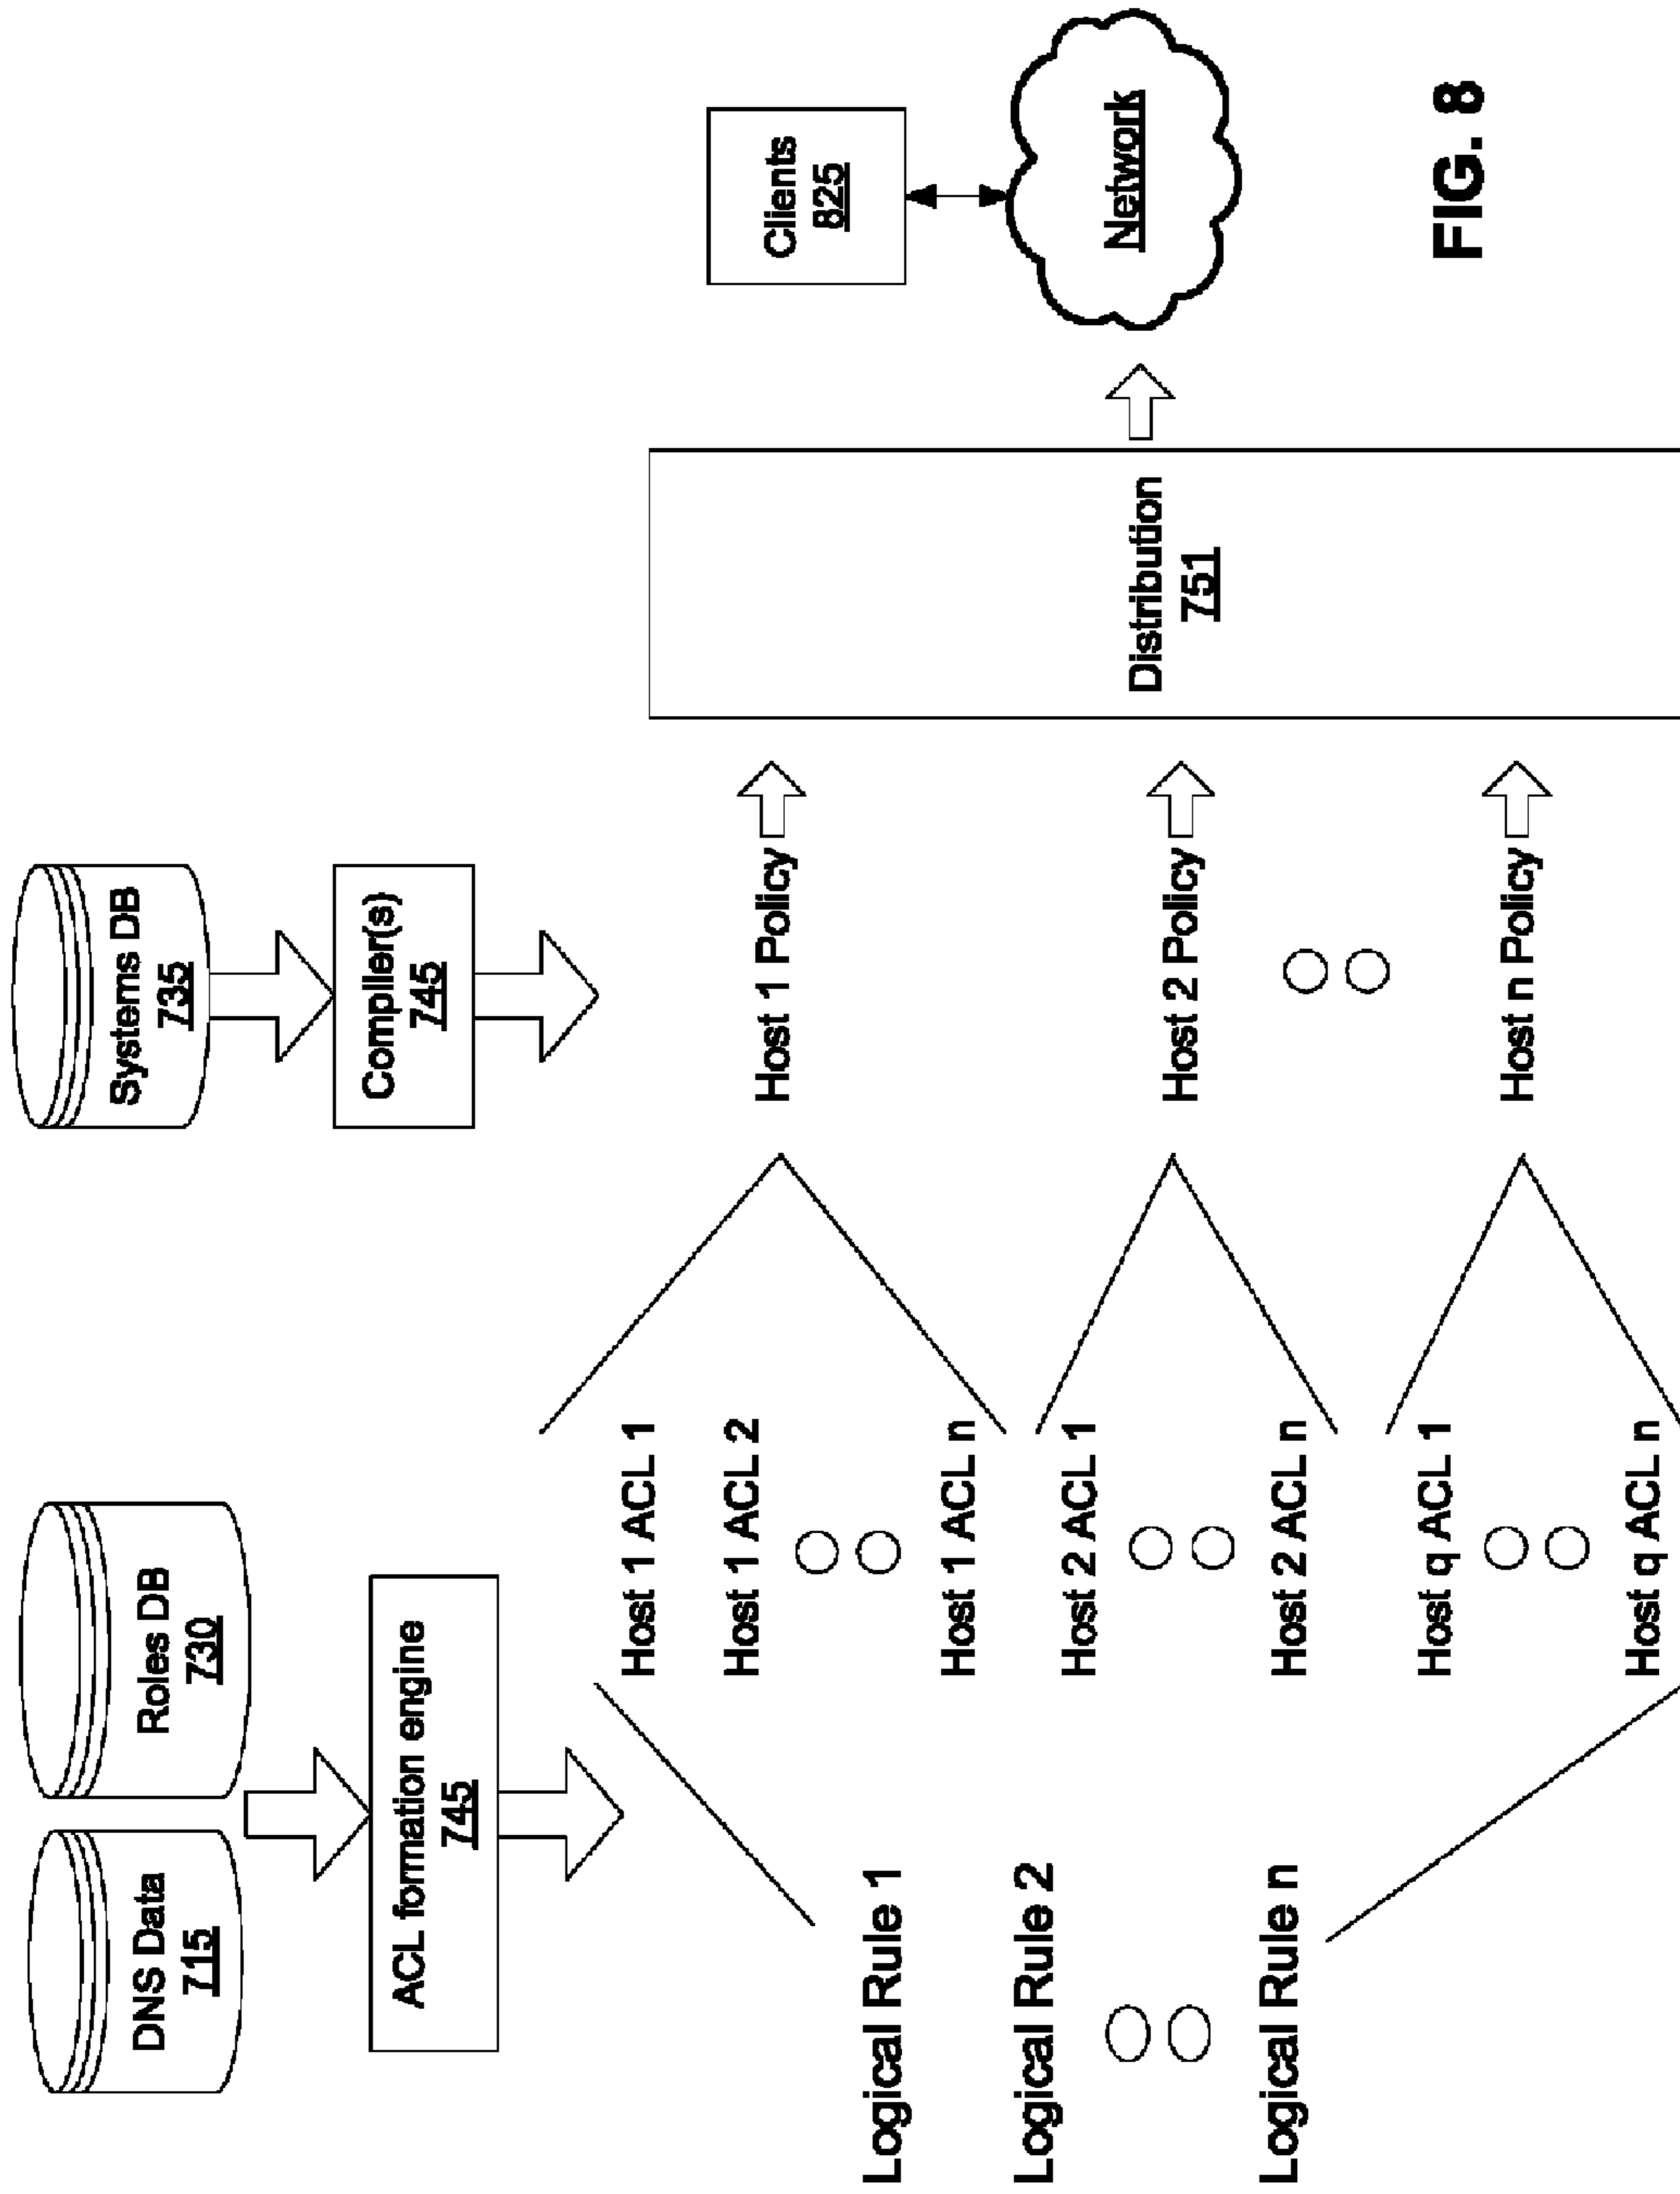 DNS Data
715
Roles DB
730
Systems DB
735
ACL formation engine
745
Compiler(s)
745
Clients
825
Logical Rule 1
Logical Rule 2
Logical Rule n
Host 1 ACL 1
Host 1 ACL 2
Host 1 ACL n
Host 2 ACL 1
Host 2 ACL n
Host q ACL 1
Host q ACL n
Host 1 Policy
Host 2 Policy
Host n Policy
Distribution
751
Network
FIG. 8